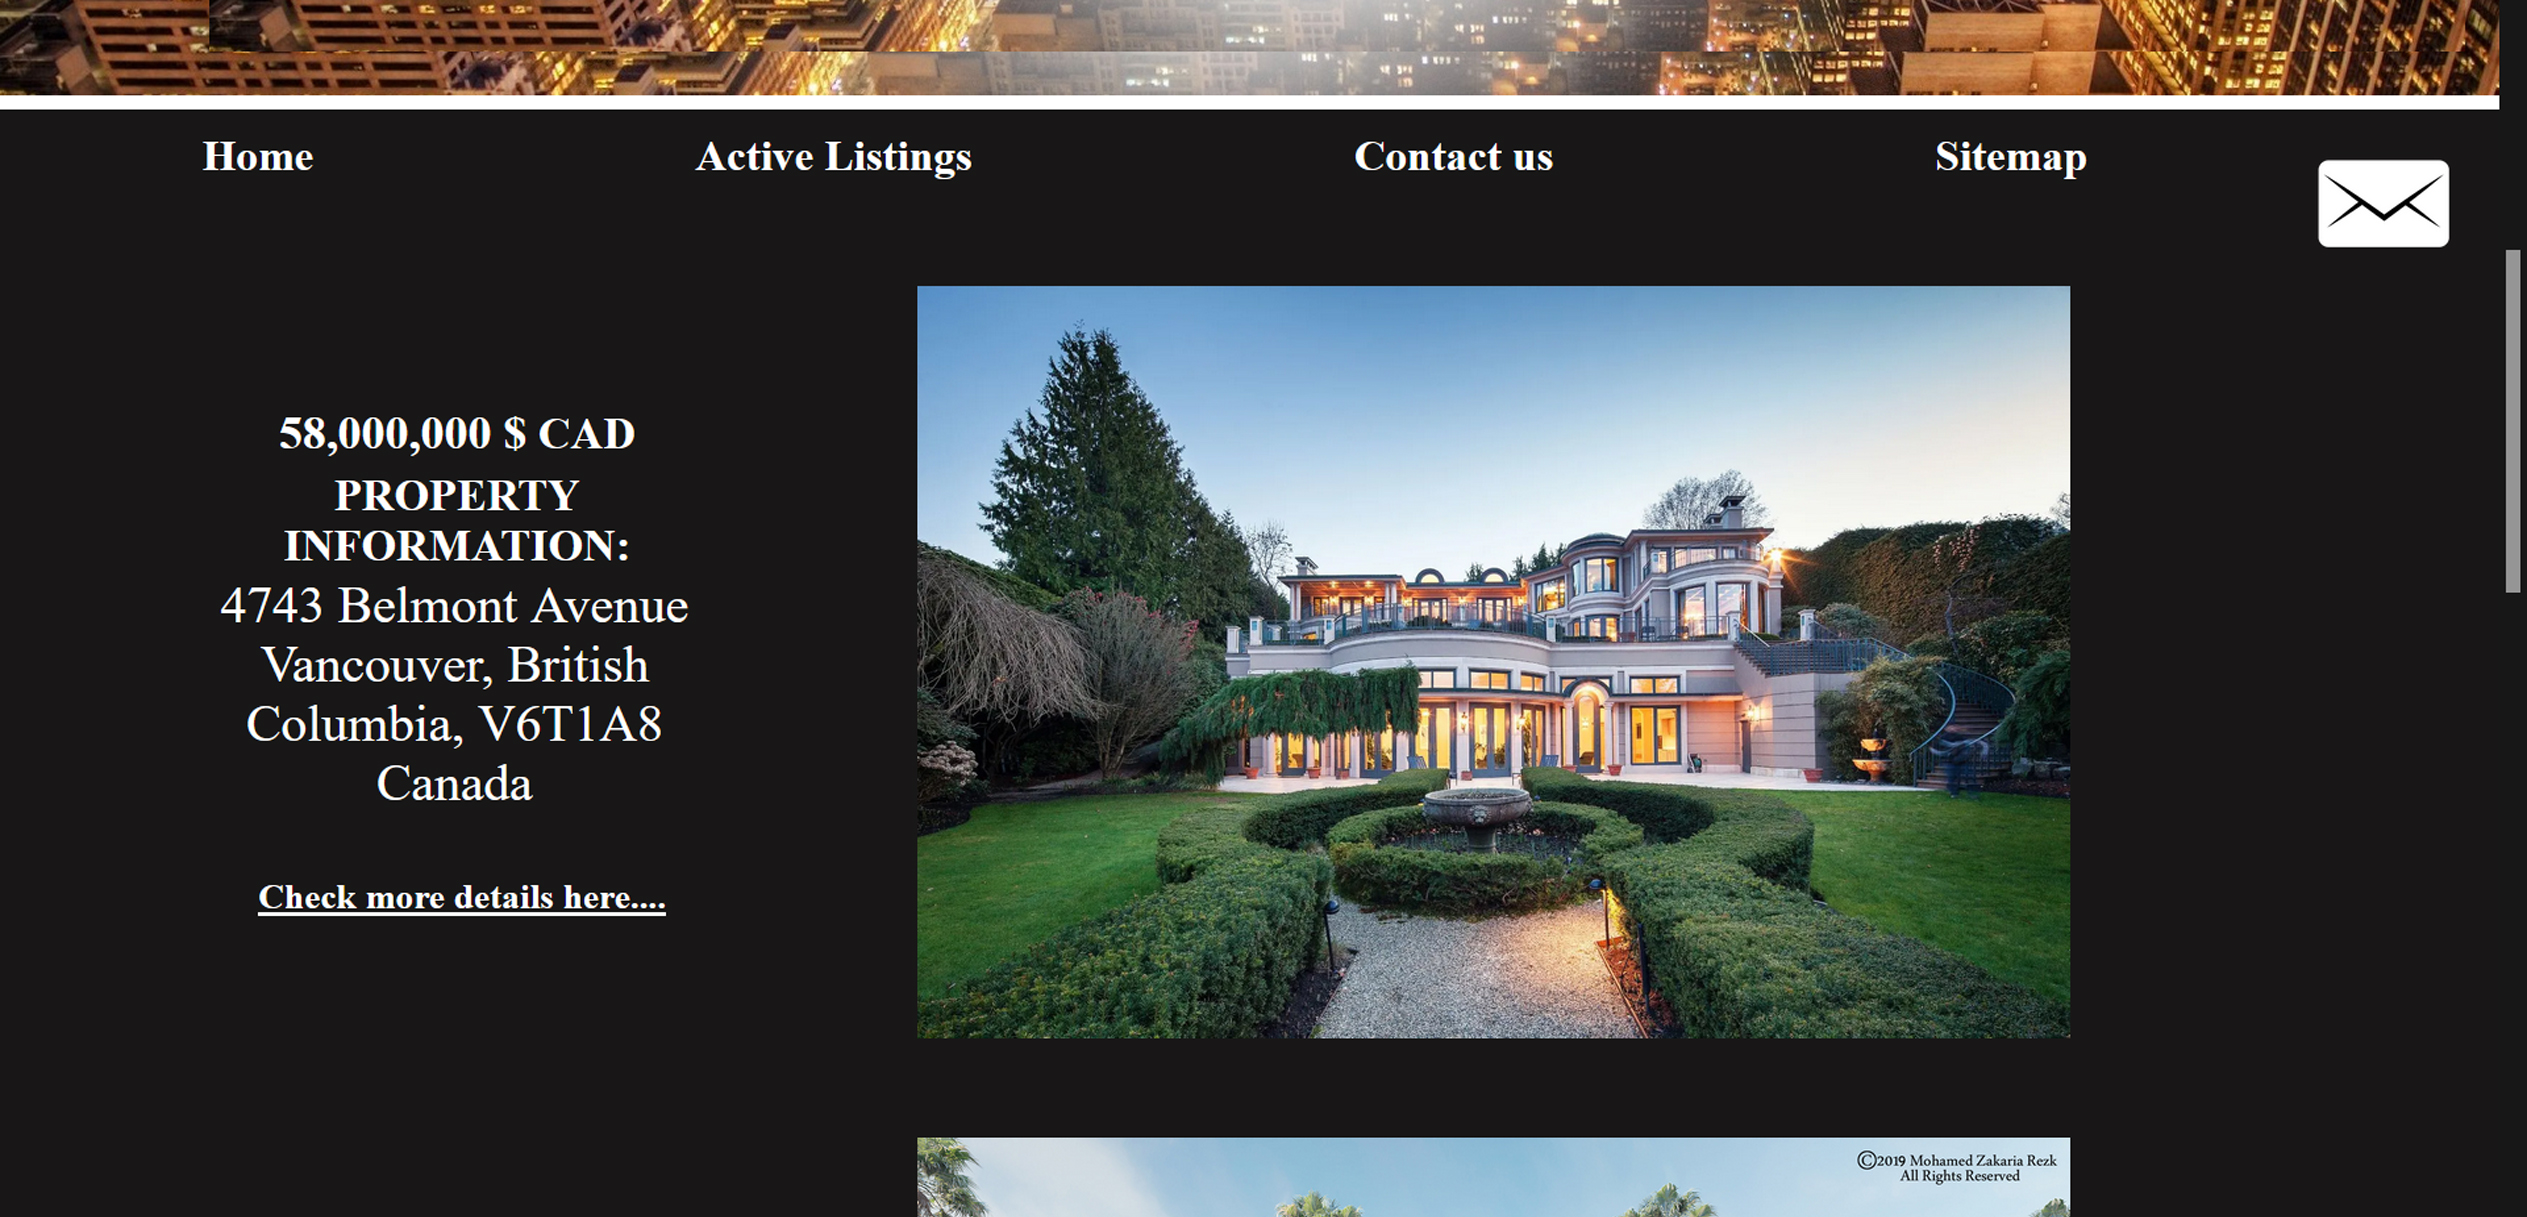 Home
Active Listings
Contact us
Sitemap
58,000,000 $ CAD
PROPERTY
INFORMATION:
4743 Belmont Avenue
Vancouver, British
Columbia, V6T1A8
Canada
Check more details here....
©2019 Mohamed Zakaria Rezk
All Rights Reserved